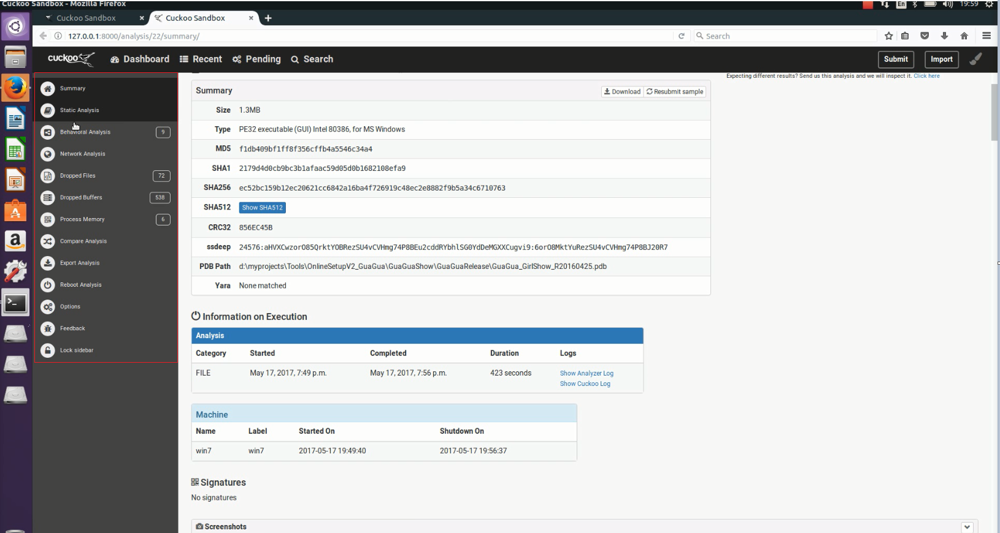 Cuckoo Sandbox - Mozilla Firefox
En
19:59
Cuckoo Sandbox
Cuckoo Sandbox
127.0.0.1:8000/analysis/22/summary/
Search
cuckoo
Dashboard
Recent
Pending
Search
Submit
Import
Summary
Static Analysis
Behavioral Analysis 9
Network Analysis
Dropped Files 72
Dropped Buffers 538
Process Memory 6
Compare Analysis
Export Analysis
Reboot Analysis
Options
Feedback
Lock sidebar
Expecting different results? Send us this analysis and we will inspect it. Click here
Summary
Download
Resubmit sample
Size 1.3MB
Type PE32 executable (GUI) Intel 80386, for MS Windows
MD5 f1db409bf1ff8f356cffb4a5546c34a4
SHA1 2179d4d0cb9bc3b1afaac59d05d0b1682108efa9
SHA256 ec52bc159b12ec20621cc6842a16ba4f726919c48ec2e8882f9b5a34c6710763
SHA512 Show SHA512
CRC32 856EC45B
ssdeep 24576:aHVXCwzorO85QrktYOBRezSU4vCVHmg74P8BEu2cddRYbhlSG0YdDeMGXXCugvi9:6orO8MktYuRezSU4vCVHmg74P8BJ20R7
PDB Path d:\myprojects\Tools\OnlineSetupV2_GuaGua\GuaGuaShow\GuaGuaRelease\GuaGua_GirlShow_R20160425.pdb
Yara None matched
Information on Execution
Analysis
Category Started Completed Duration Logs
FILE May 17, 2017, 7:49 p.m. May 17, 2017, 7:56 p.m. 423 seconds Show Analyzer Log
Show Cuckoo Log
Machine
Name Label Started On Shutdown On
win7 win7 2017-05-17 19:49:40 2017-05-17 19:56:37
Signatures
No signatures
Screenshots